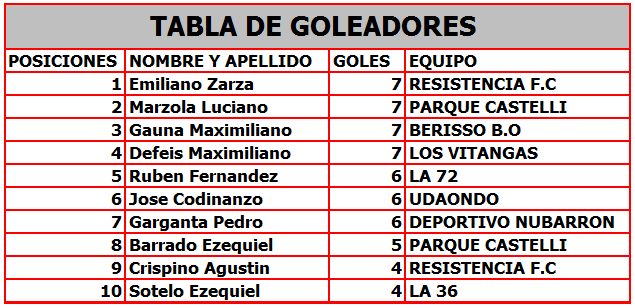 TABLA DE GOLEADORES
POSICIONES NOMBRE Y APELLIDO GOLES EQUIPO
1 Emiliano Zarza 7 RESISTENCIA F.C
2 Marzola Luciano 7 PARQUE CASTELLI
3 Gauna Maximiliano 7 BERISSO B.O
4 Defeis Maximiliano 7 LOS VITANGAS
5 Ruben Fernandez 6 LA 72
6 Jose Codinanzo 6 UDAONDO
7 Garganta Pedro 6 DEPORTIVO NUBARRON
8 Barrado Ezequiel 5 PARQUE CASTELLI
9 Crispino Agustin 4 RESISTENCIA F.C
10 Sotelo Ezequiel 4 LA 36